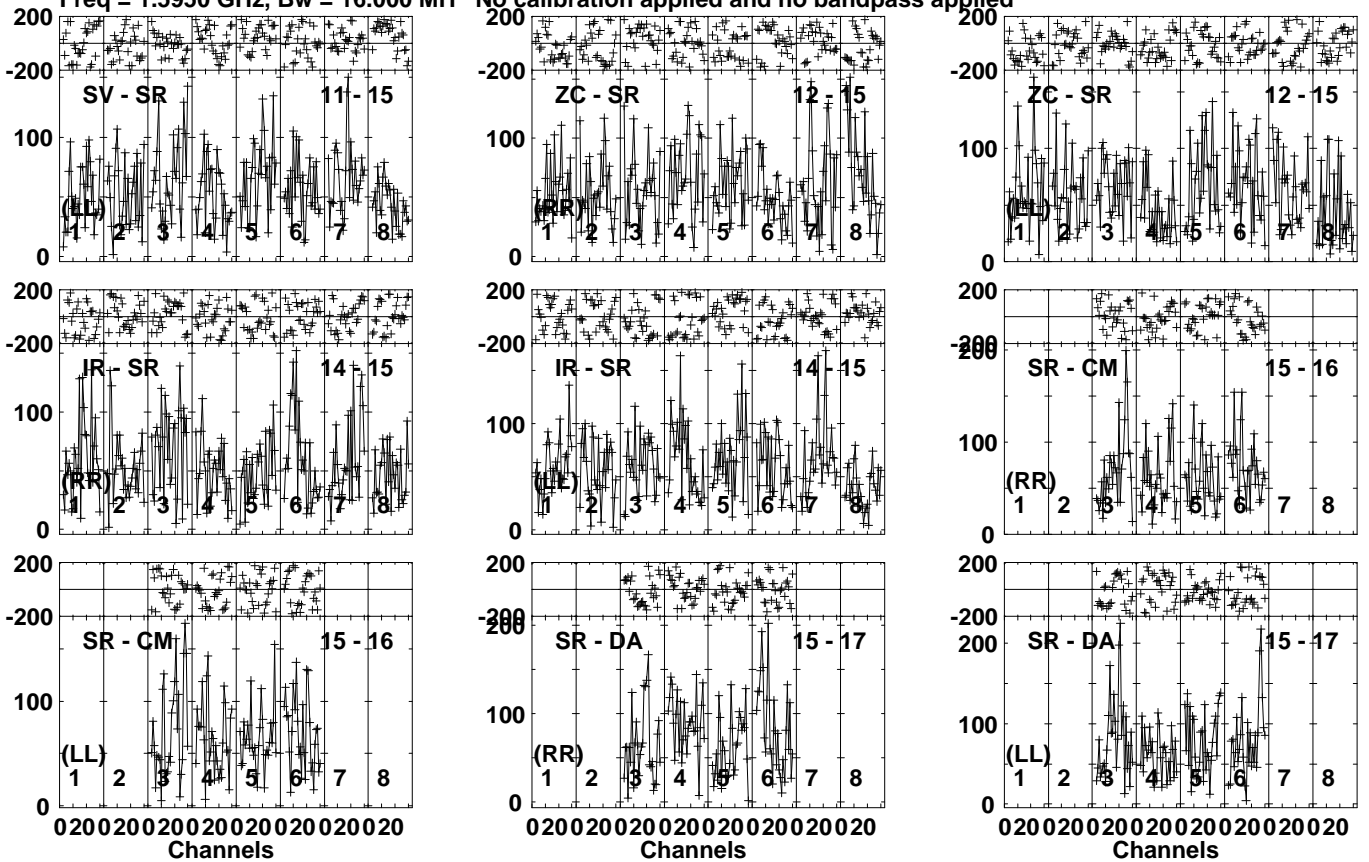 Freq = 1.5950 GHz, Bw = 16.000 MH No calibration applied and no bandpass applied
200 200 200
-200 -200 -200
SV - SR 11 - 15 ZC - SR 12 - 15 ZC - SR 12 - 15
100 100 100
(LL) (RR) (LL)
1 2 3 4 5 6 7 8 1 2 3 4 5 6 7 8 1 2 3 4 5 6 7 8
0 0 0
200 200 200
-200 -200 -200
200
IR - SR 14 - 15 IR - SR 14 - 15 SR - CM 15 - 16
100 100 100
(RR) (LL) (RR)
1 2 3 4 5 6 7 8 1 2 3 4 5 6 7 8 1 2 3 4 5 6 7 8
0 0 0
200 200 200
-200 -200 -200
200 200
SR - CM 15 - 16 SR - DA 15 - 17 SR - DA 15 - 17
100 100 100
(LL) (RR) (LL)
1 2 3 4 5 6 7 8 1 2 3 4 5 6 7 8 1 2 3 4 5 6 7 8
0 0 0
0 20 0 20 0 20 0 20 0 20 0 20 0 20 0 20 0 20 0 20 0 20 0 20 0 20 0 20 0 20 0 20 0 20 0 20 0 20 0 20 0 20 0 20 0 20 0 20
Channels Channels Channels